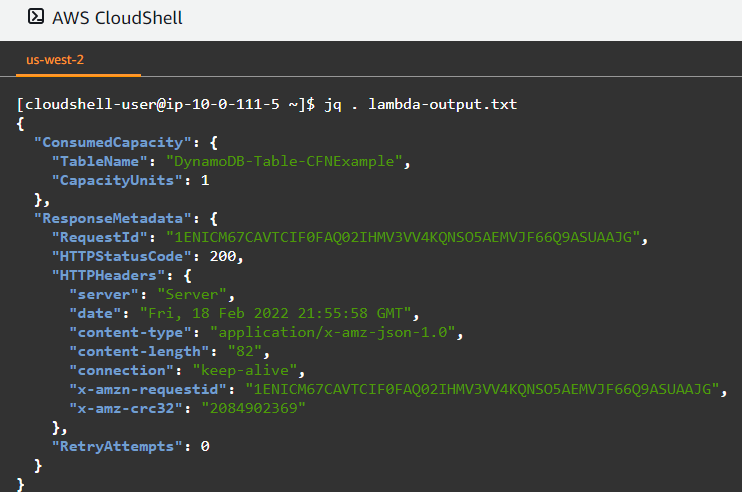 AWS CloudShell
us-west-2
[cloudshell-user@ip-10-0-111-5 ~]$ jq . lambda-output.txt
{
  "ConsumedCapacity": {
    "TableName": "DynamoDB-Table-CFNExample",
    "CapacityUnits": 1
  },
  "ResponseMetadata": {
    "RequestId": "1ENICM67CAVTCIF0FAQ02IHMV3VV4KQNSO5AEMVJF66Q9ASUAAJG",
    "HTTPStatusCode": 200,
    "HTTPHeaders": {
      "server": "Server",
      "date": "Fri, 18 Feb 2022 21:55:58 GMT",
      "content-type": "application/x-amz-json-1.0",
      "content-length": "82",
      "connection": "keep-alive",
      "x-amzn-requestid": "1ENICM67CAVTCIF0FAQ02IHMV3VV4KQNSO5AEMVJF66Q9ASUAAJG",
      "x-amz-crc32": "2084902369"
    },
    "RetryAttempts": 0
  }
}